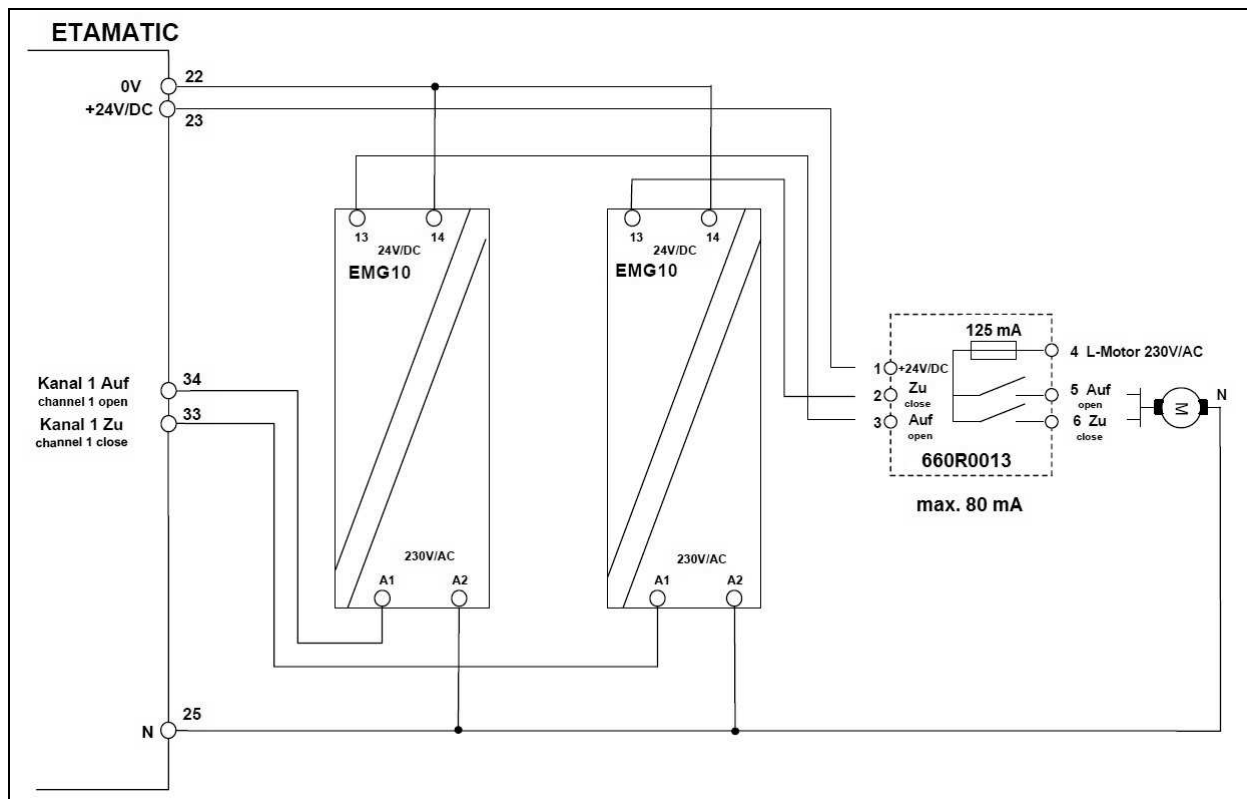 ETAMATIC
0V
22
+24V/DC
23
13
14
24V/DC
EMG10
13
14
24V/DC
EMG10
125 mA
4 L-Motor 230V/AC
1
+24V/DC
2
Zu
close
3
Auf
open
5 Auf
open
6 Zu
close
M
N
660R0013
max. 80 mA
Kanal 1 Auf
channel 1 open
34
Kanal 1 Zu
channel 1 close
33
230V/AC
A1
A2
230V/AC
A1
A2
N
25